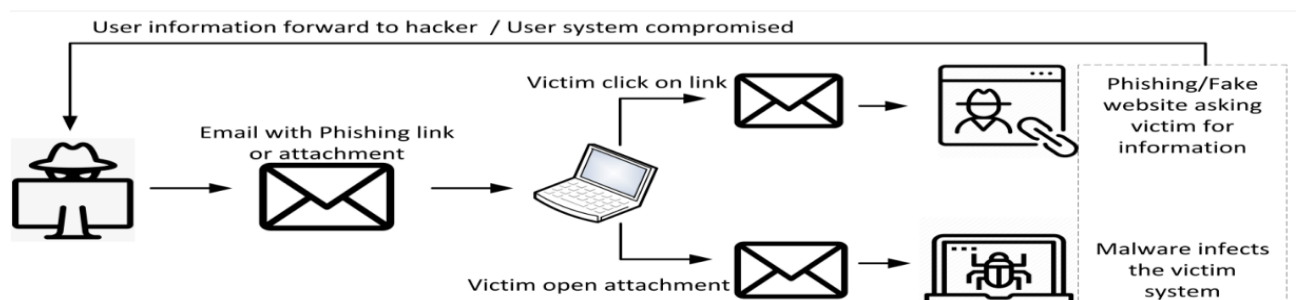 User information forward to hacker / User system compromised
Victim click on link
Email with Phishing link
or attachment
Phishing/Fake
website asking
victim for
information
Victim open attachment
Malware infects
the victim
system